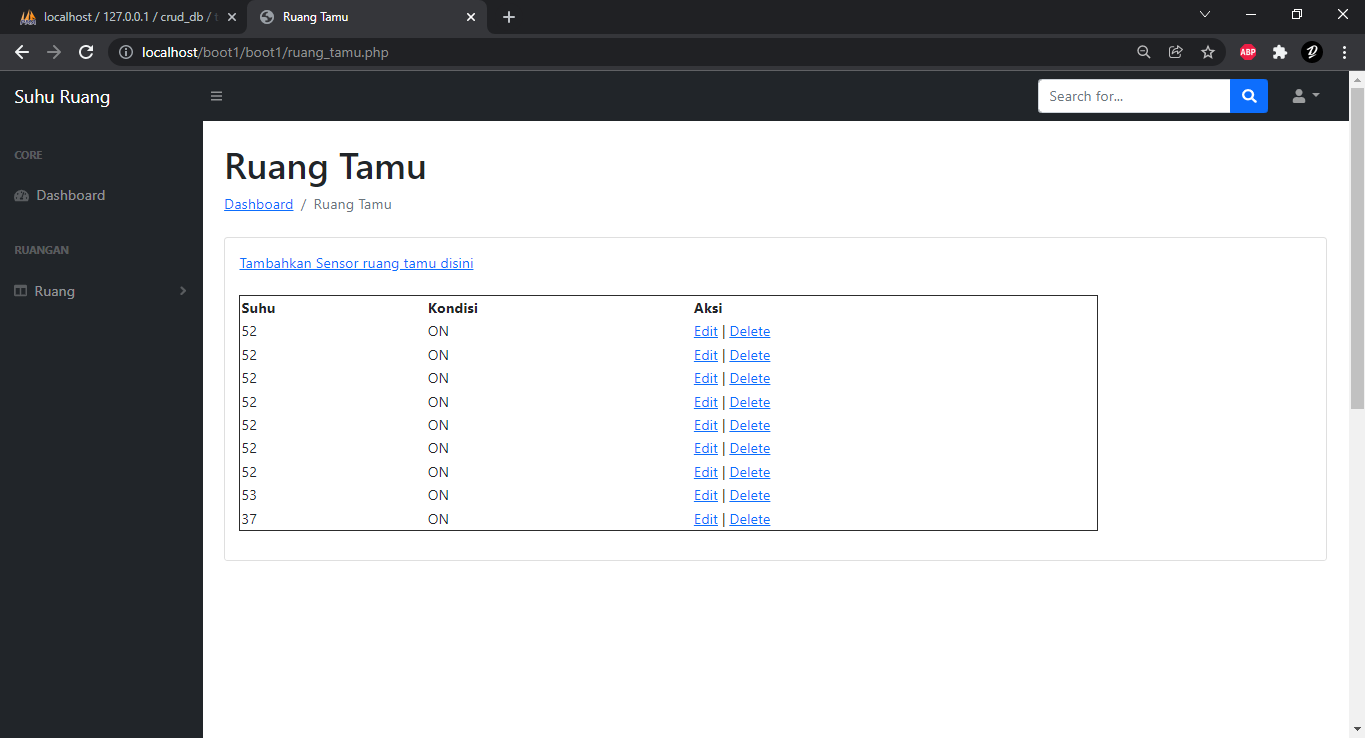 localhost / 127.0.0.1 / crud_db /
Ruang Tamu
localhost/boot1/boot1/ruang_tamu.php
ABP
Suhu Ruang
Search for...
CORE
Dashboard
RUANGAN
Ruang
Ruang Tamu
Dashboard / Ruang Tamu
Tambahkan Sensor ruang tamu disini
Suhu Kondisi Aksi
52 ON Edit | Delete
52 ON Edit | Delete
52 ON Edit | Delete
52 ON Edit | Delete
52 ON Edit | Delete
52 ON Edit | Delete
52 ON Edit | Delete
53 ON Edit | Delete
37 ON Edit | Delete